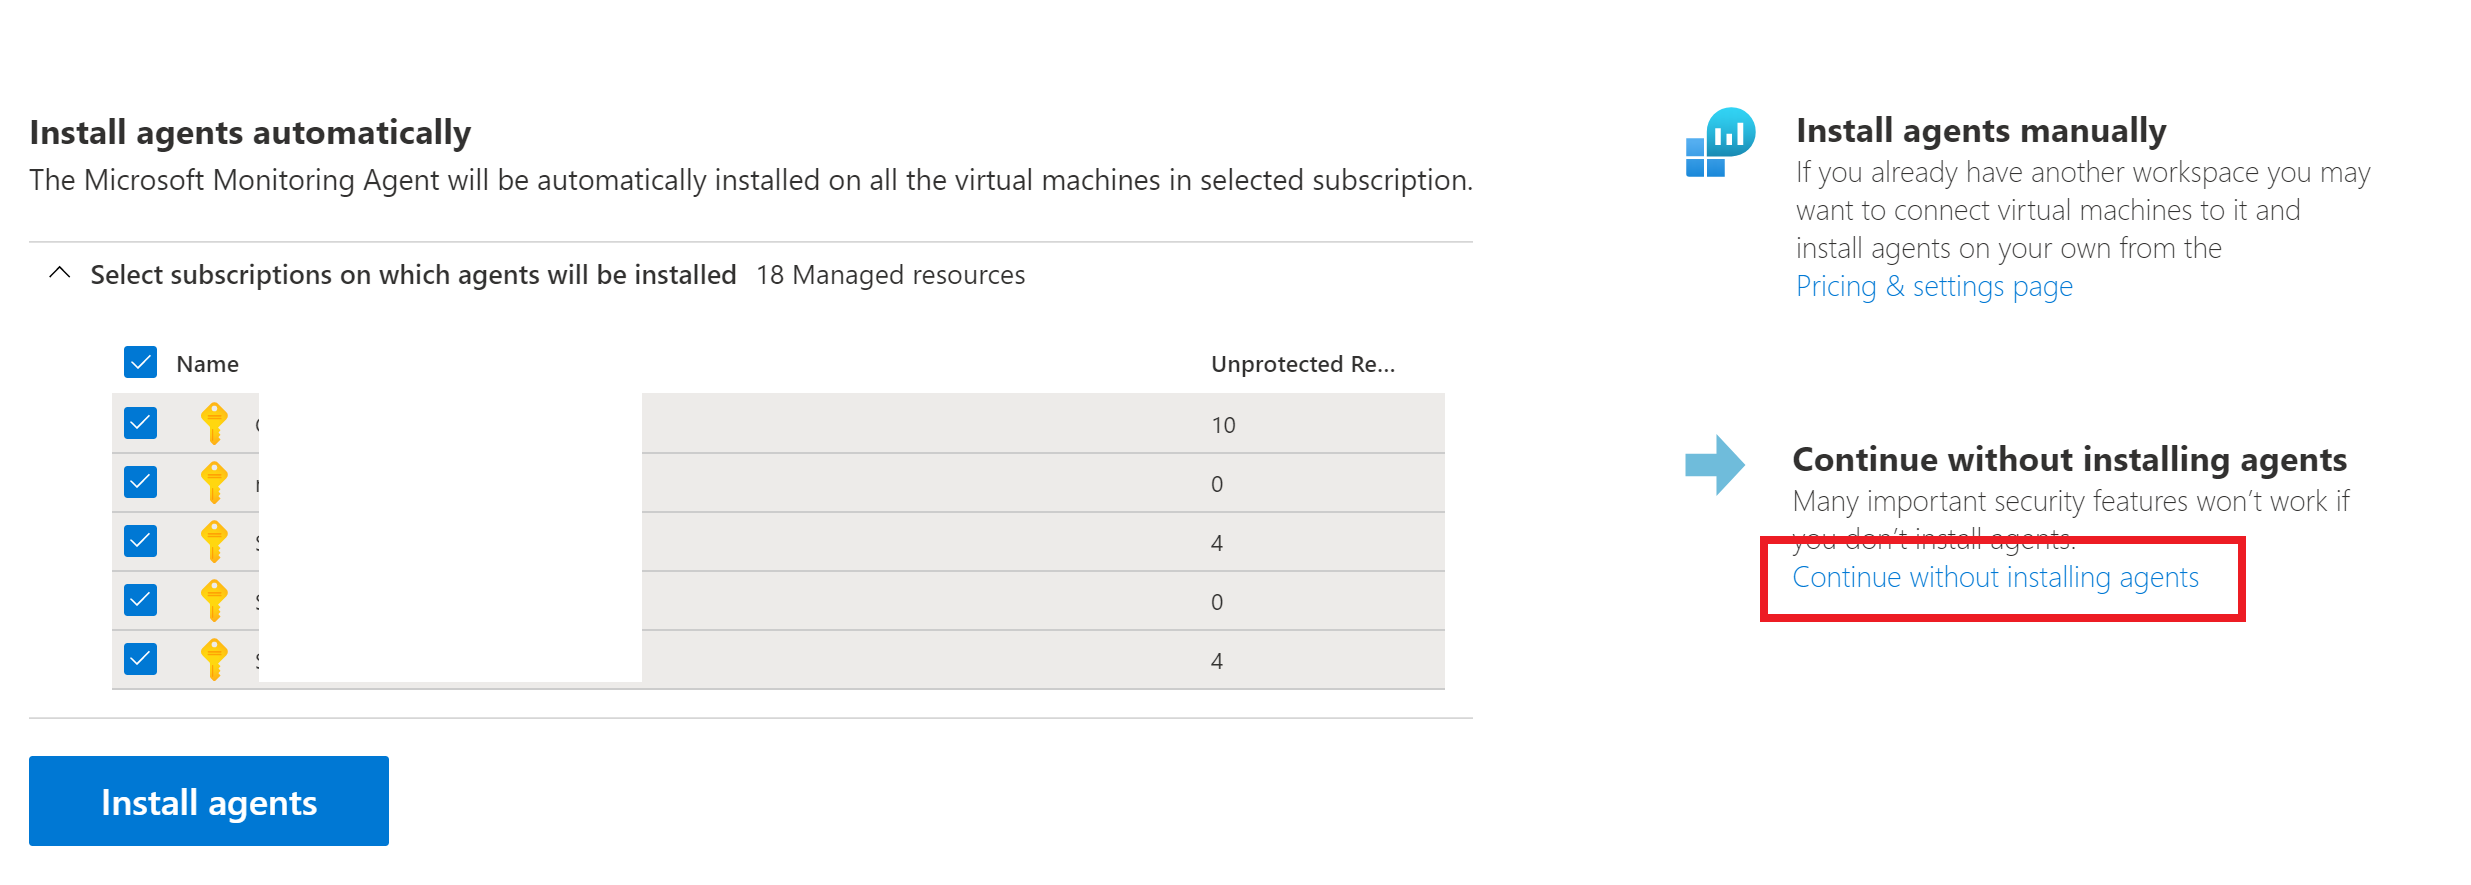 Install agents automatically
The Microsoft Monitoring Agent will be automatically installed on all the virtual machines in selected subscription.
Select subscriptions on which agents will be installed 18 Managed resources
Name Unprotected Re...
10
0
4
0
4
Install agents
Install agents manually
If you already have another workspace you may
want to connect virtual machines to it and
install agents on your own from the
Pricing & settings page
Continue without installing agents
Many important security features won't work if
you don't install agents.
Continue without installing agents